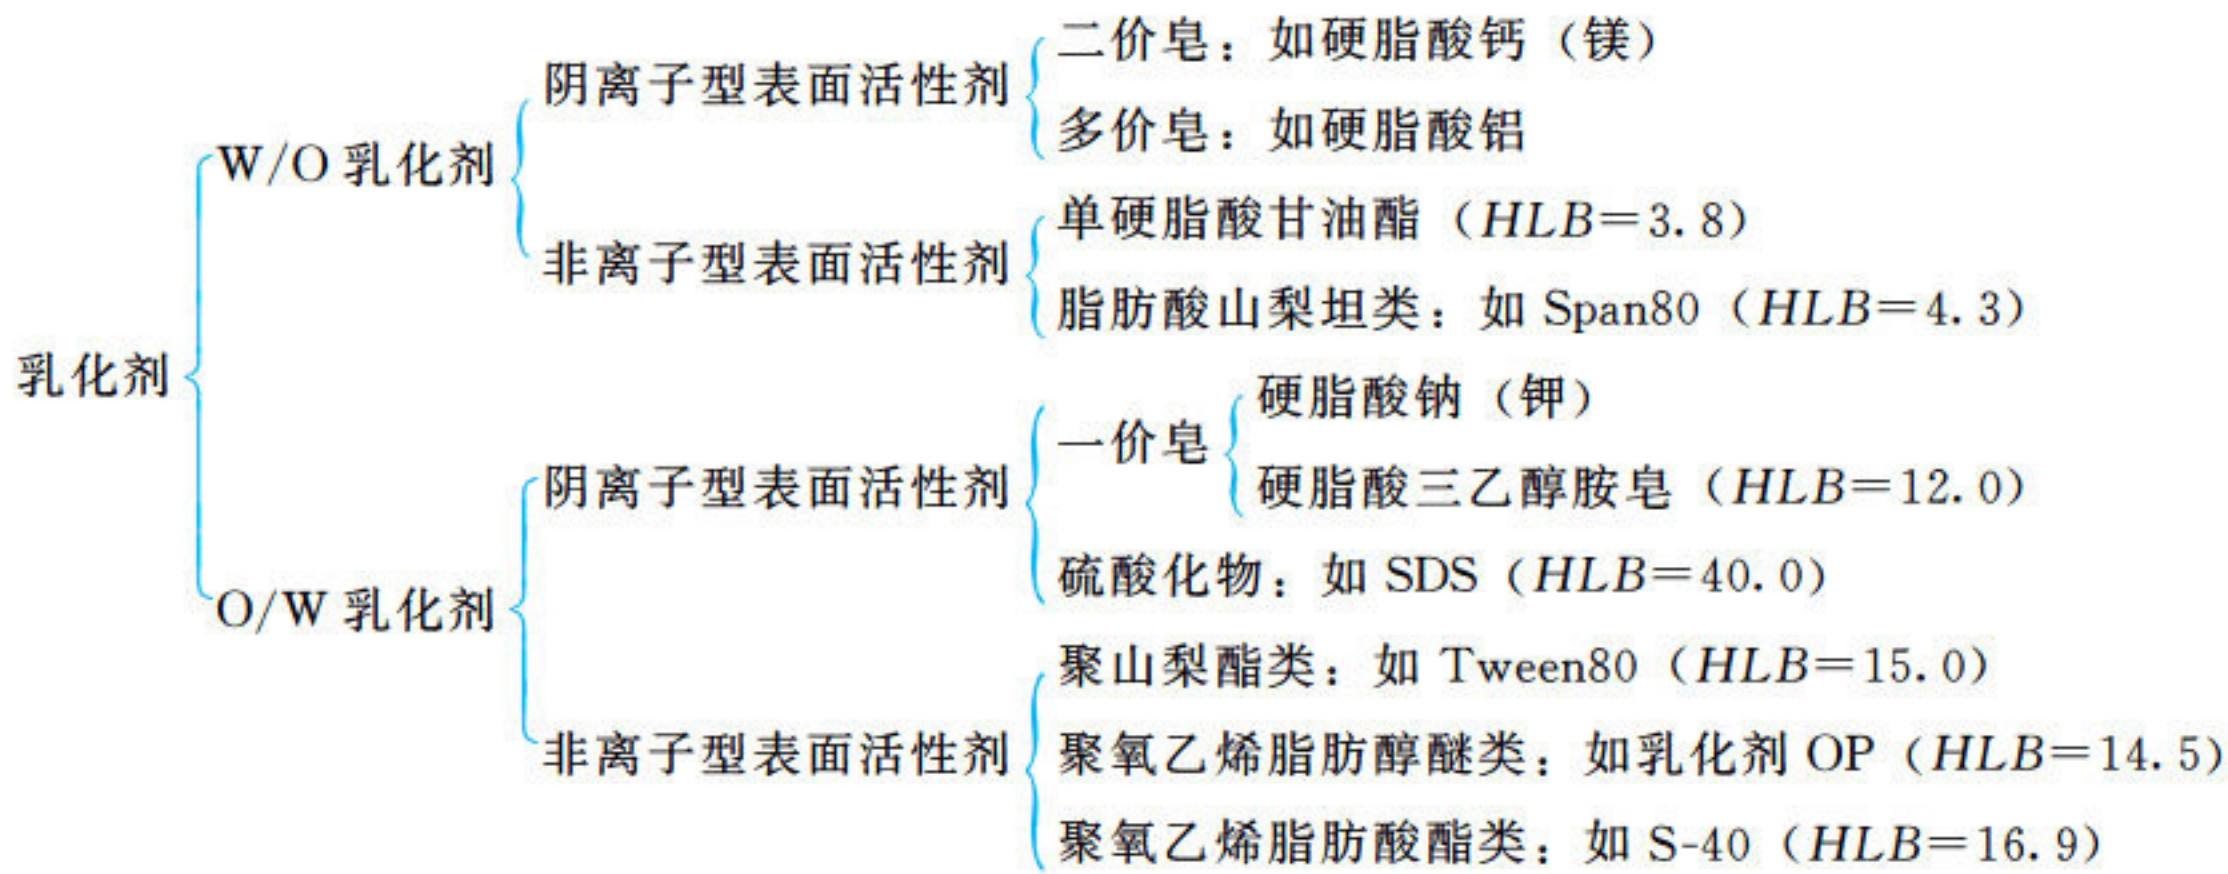 二价皂：如硬脂酸钙（镁）
阴离子型表面活性剂
多价皂：如硬脂酸铝
W/O 乳化剂
单硬脂酸甘油酯（HLB=3.8）
非离子型表面活性剂
脂肪酸山梨坦类：如 Span80（HLB=4.3）
乳化剂
硬脂酸钠（钾）
一价皂
硬脂酸三乙醇胺皂（HLB=12.0）
阴离子型表面活性剂
硫酸化物：如 SDS（HLB=40.0）
O/W 乳化剂
聚山梨酯类：如 Tween80（HLB=15.0）
非离子型表面活性剂
聚氧乙烯脂肪醇醚类：如乳化剂 OP（HLB=14.5）
聚氧乙烯脂肪酸酯类：如 S-40（HLB=16.9）